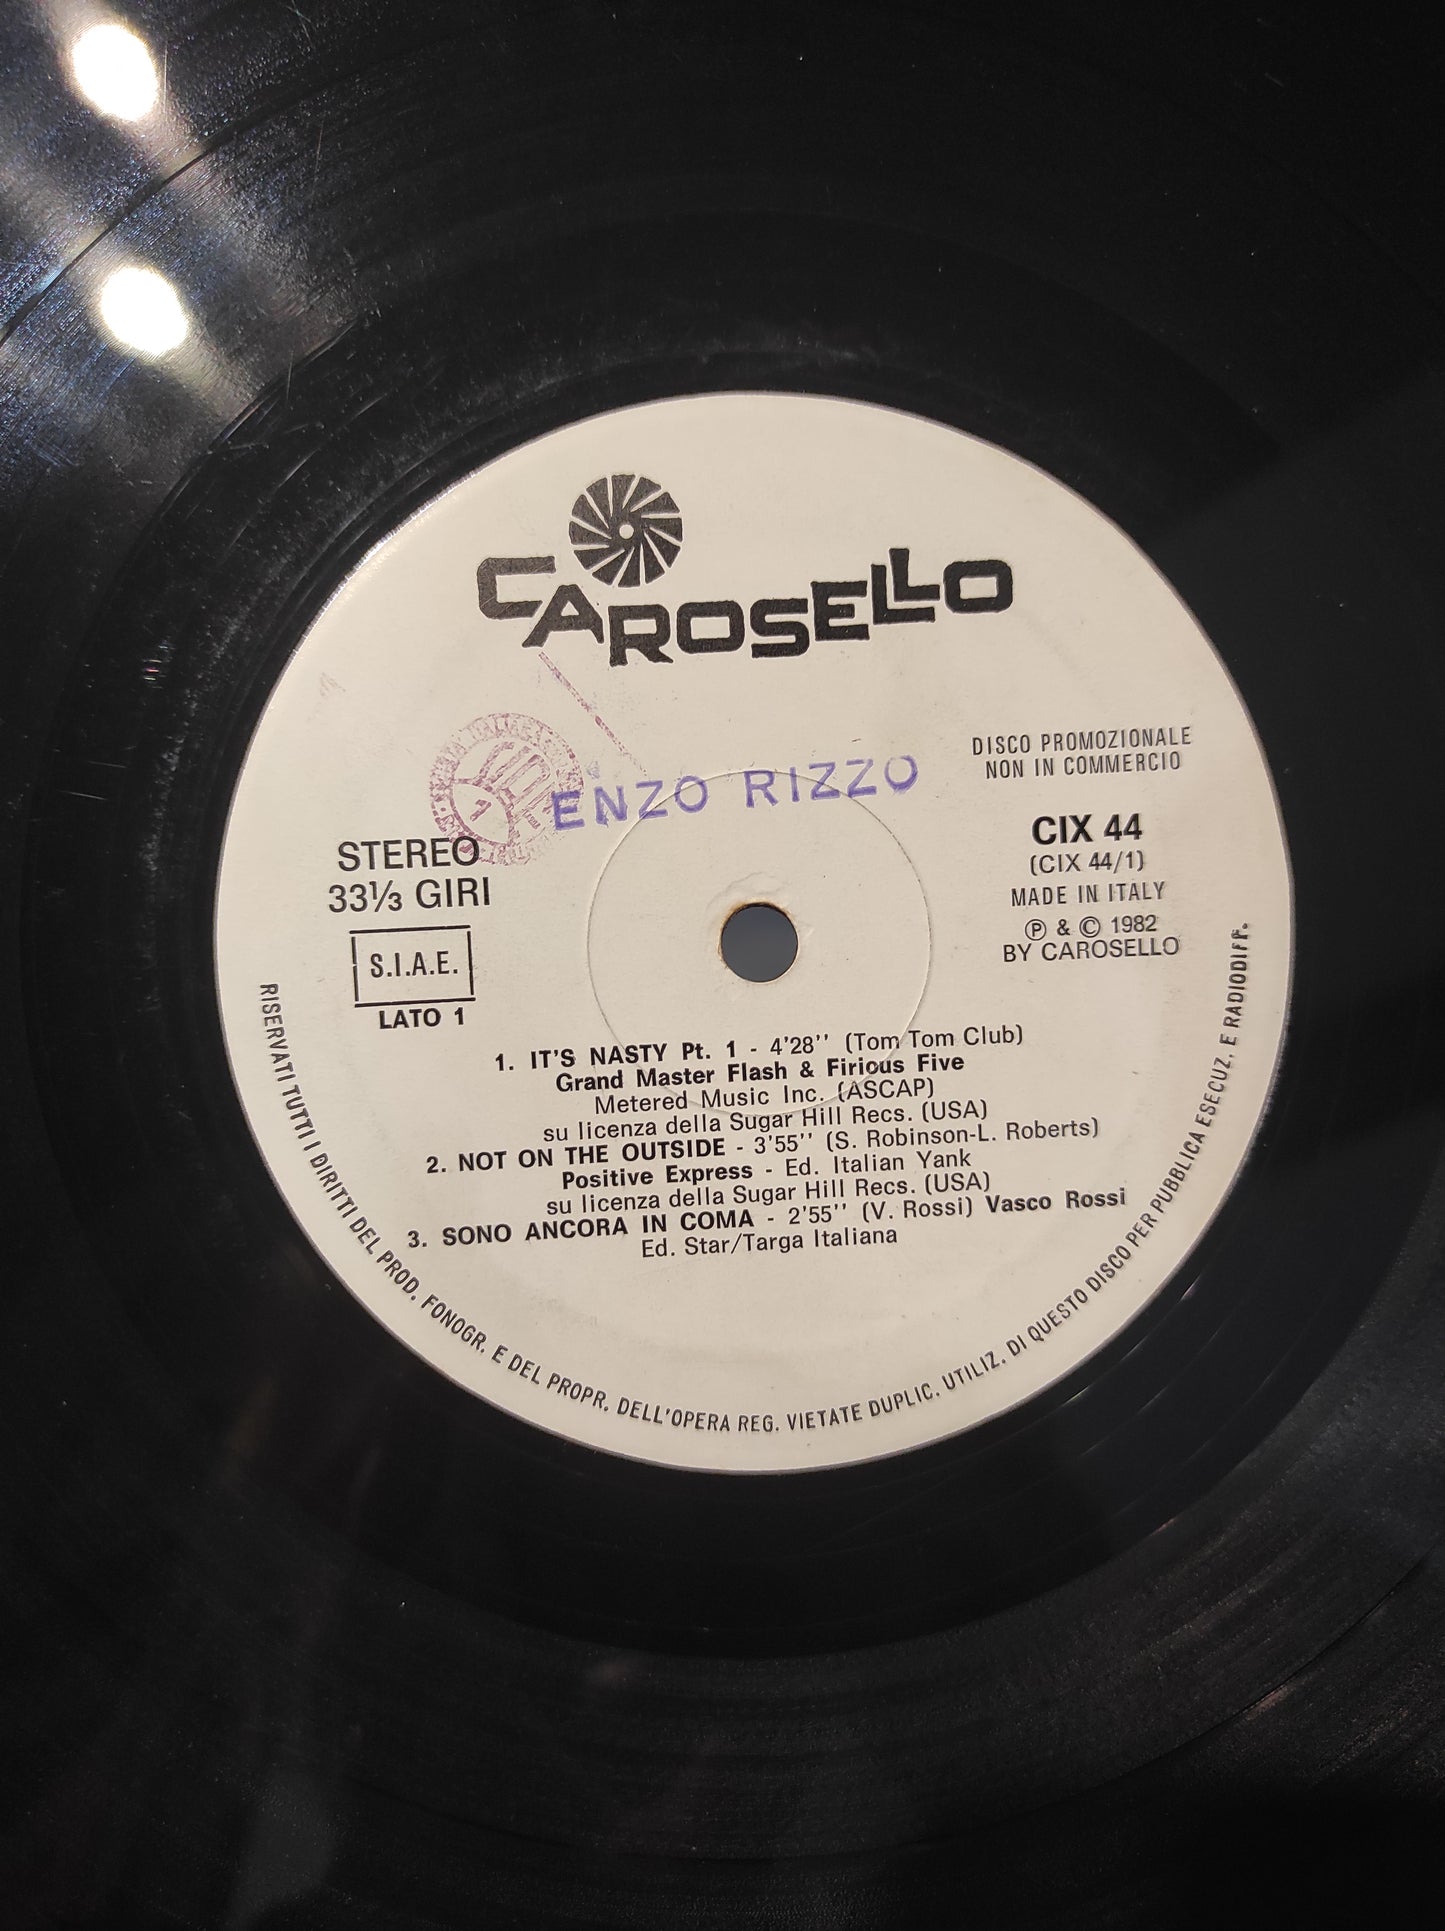 CAROSELLO
ENZO RIZZO
DISCO PROMOZIONALE
NON IN COMMERCIO
STEREO
33⅓ GIRI
S.I.A.E.
LATO 1
CIX 44
(CIX 44/1)
MADE IN ITALY
℗ & © 1982
BY CAROSELLO
1. IT'S NASTY Pt. 1 - 4'28'' (Tom Tom Club)
Grand Master Flash & Firious Five
Metered Music Inc. (ASCAP)
su licenza della Sugar Hill Recs. (USA)
2. NOT ON THE OUTSIDE - 3'55'' (S. Robinson-L. Roberts)
Positive Express - Ed. Italian Yank
su licenza della Sugar Hill Recs. (USA)
3. SONO ANCORA IN COMA - 2'55'' (V. Rossi) Vasco Rossi
Ed. Star/Targa Italiana
RISERVATI TUTTI I DIRITTI DEL PROD. FONOGR. E DEL PROPR. DELL'OPERA REG. VIETATE DUPLIC. UTILIZ. DI QUESTO DISCO PER PUBBLICA ESECUZ. E RADIODIFF.